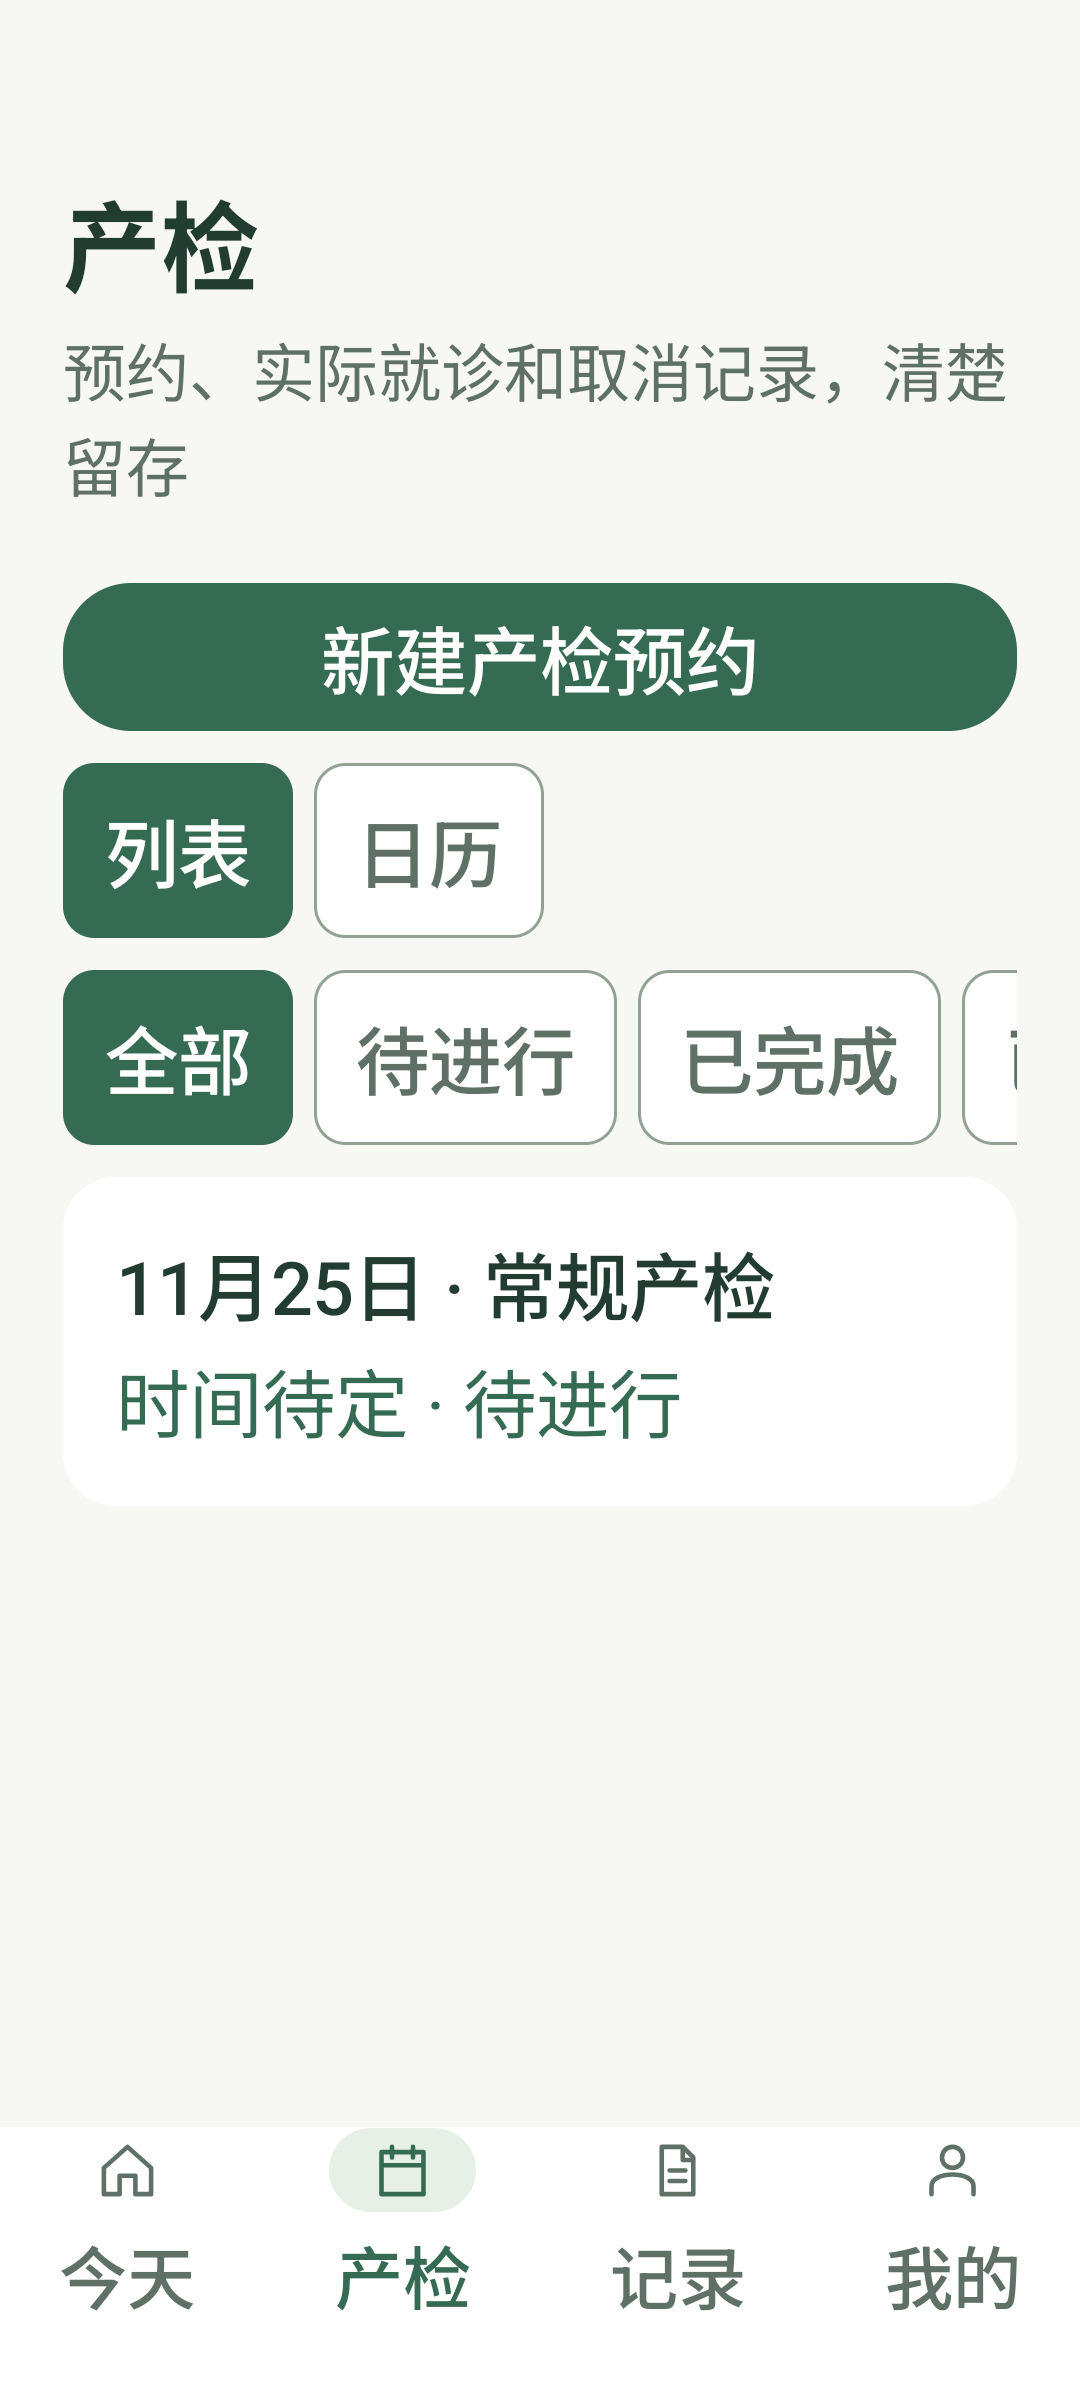 产检
预约、实际就诊和取消记录，清楚
留存
新建产检预约
列表
日历
全部
待进行
已完成
11月25日 · 常规产检
时间待定 · 待进行
今天
产检
记录
我的